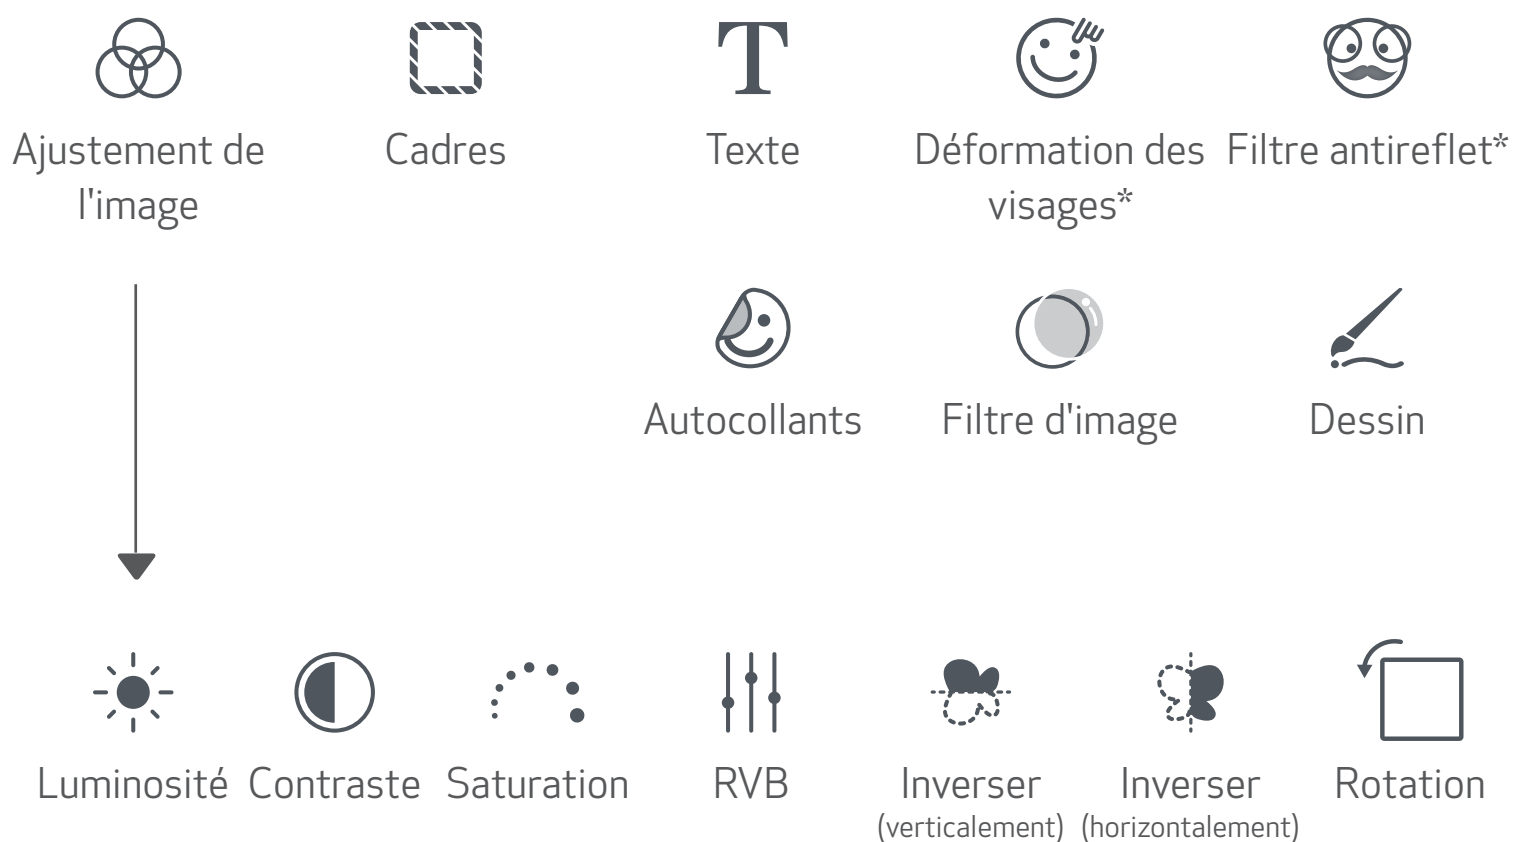 Ajustement de
l'image
Cadres
Texte
Déformation des
visages*
Filtre antireflet*
Autocollants
Filtre d'image
Dessin
Luminosité
Contraste
Saturation
RVB
Inverser
(verticalement)
Inverser
(horizontalement)
Rotation